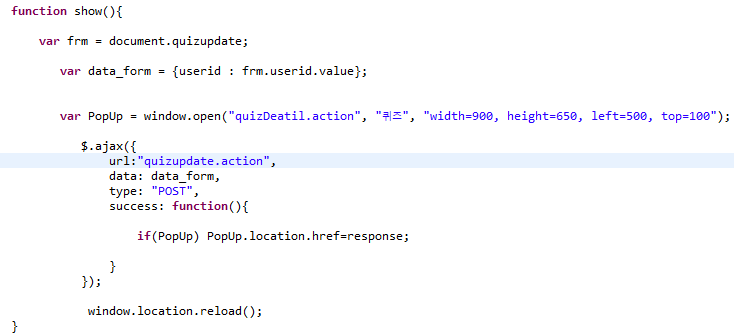 function show(){
var frm = document.quizupdate;
var data_form = {userid : frm.userid.value};
var PopUp = window.open("quizDeatil.action", "퀴즈", "width=900, height=650, left=500, top=100");
$.ajax({
url:"quizupdate.action",
data: data_form,
type: "POST",
success: function(){
if(PopUp) PopUp.location.href=response;
}
});
window.location.reload();
}